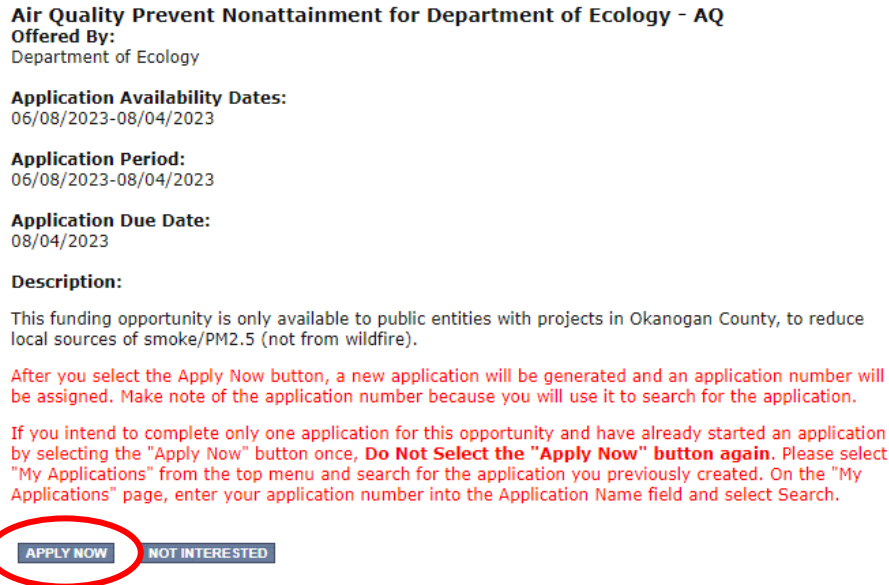 Air Quality Prevent Nonattainment for Department of Ecology - AQ
Offered By:
Department of Ecology
Application Availability Dates:
06/08/2023-08/04/2023
Application Period:
06/08/2023-08/04/2023
Application Due Date:
08/04/2023
Description:
This funding opportunity is only available to public entities with projects in Okanogan County, to reduce
local sources of smoke/PM2.5 (not from wildfire).
After you select the Apply Now button, a new application will be generated and an application number will
be assigned. Make note of the application number because you will use it to search for the application.
If you intend to complete only one application for this opportunity and have already started an application
by selecting the "Apply Now" button once, Do Not Select the "Apply Now" button again. Please select
"My Applications" from the top menu and search for the application you previously created. On the "My
Applications" page, enter your application number into the Application Name field and select Search.
APPLY NOW NOT INTERESTED